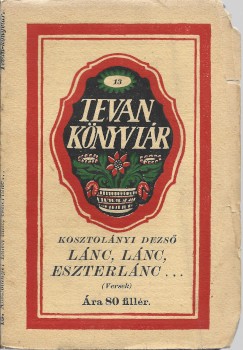 13
TEVAN
KÖNYVTÁR
KOSZTOLÁNYI DEZSŐ
LÁNC, LÁNC,
ESZTERLÁNC...
(Versek)
Ára 80 fillér.